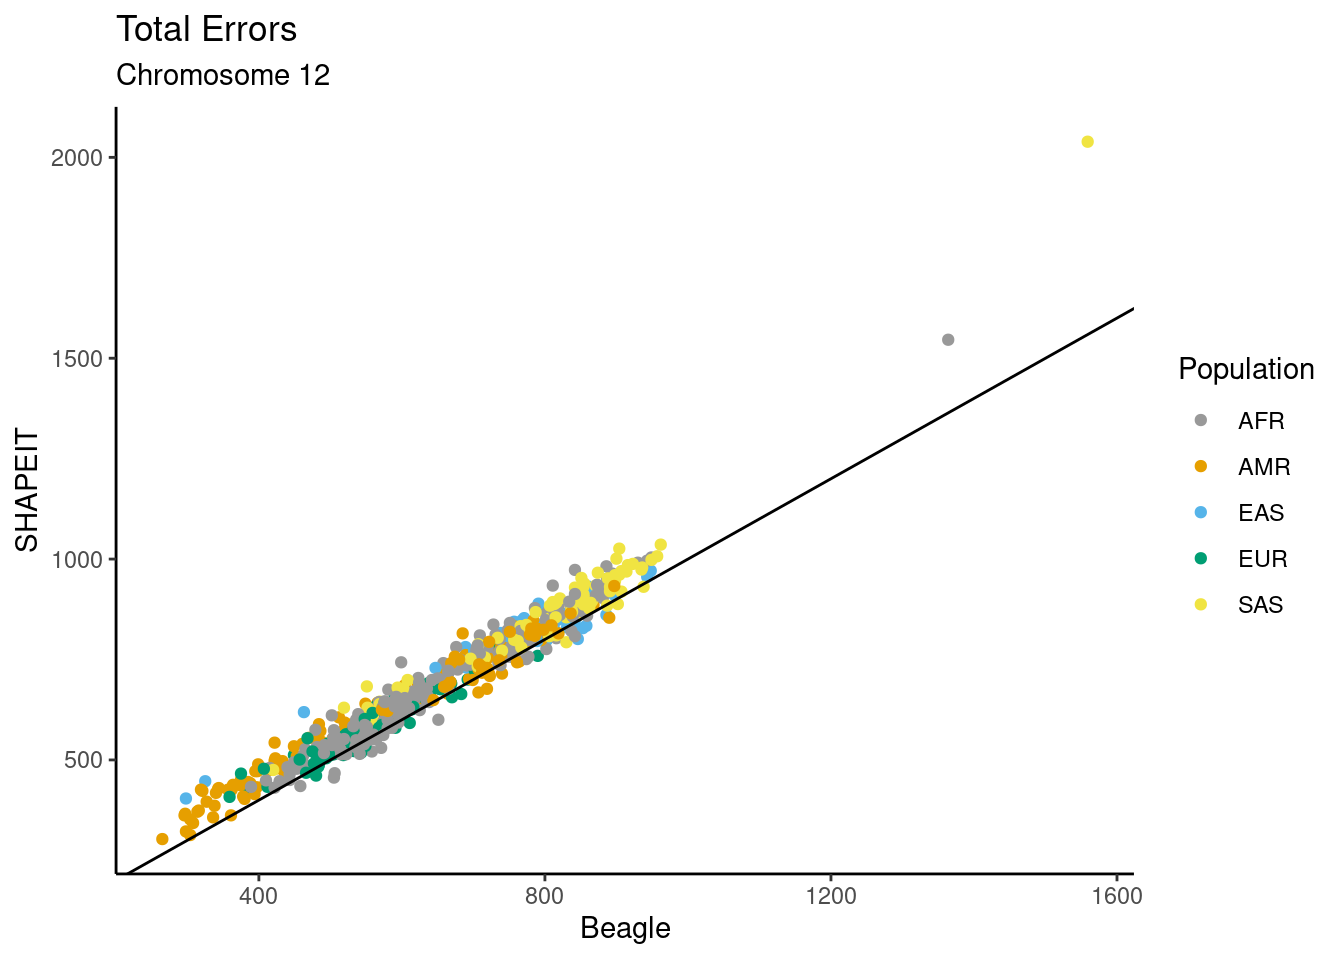 Total Errors
Chromosome 12
2000
1500
1000
500
SHAPEIT
400
800
1200
1600
Beagle
Population
AFR
AMR
EAS
EUR
SAS